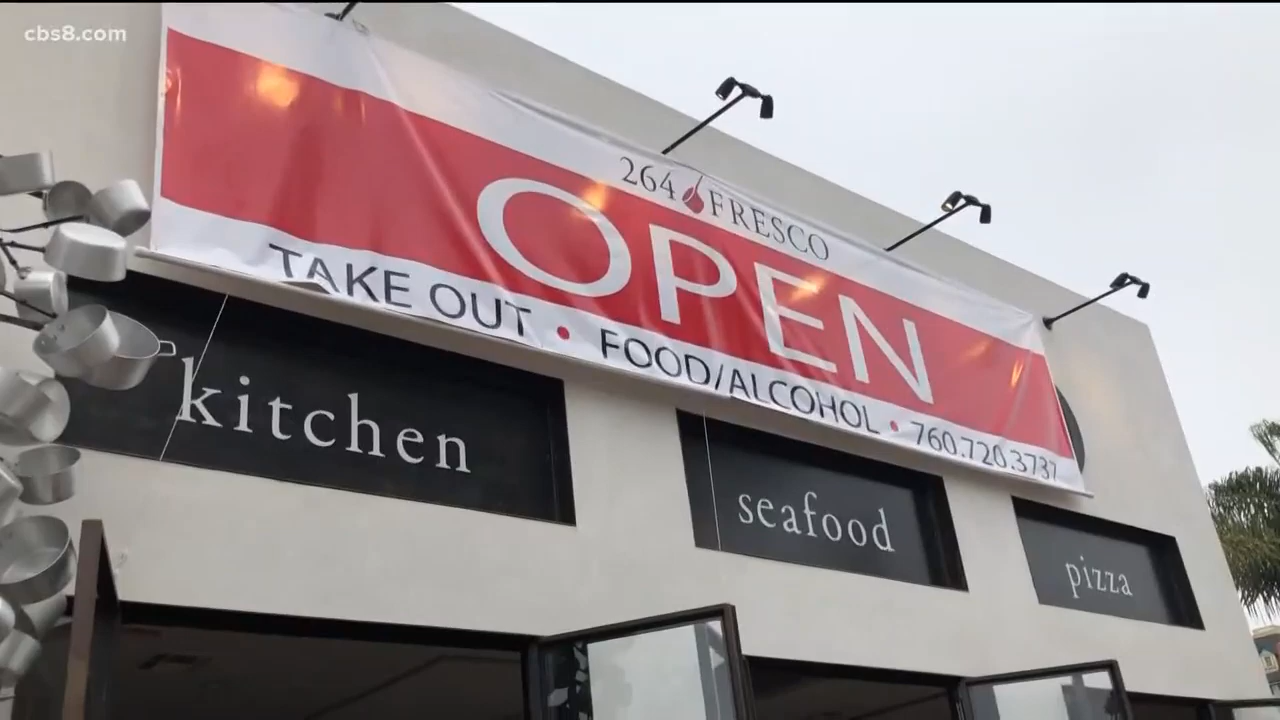 cbs8.com
264 FRESCO
OPEN
TAKE OUT • FOOD/ALCOHOL • 760.720.3737
kitchen
seafood
pizza